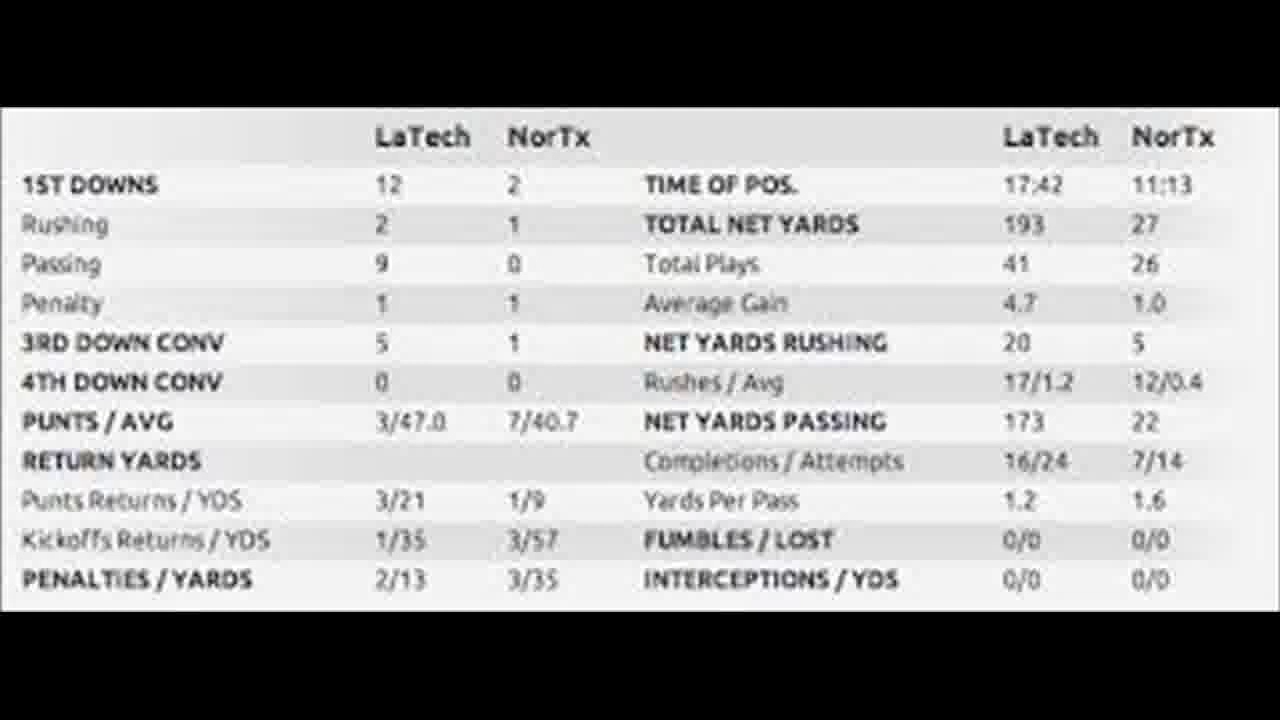 LaTech NorTx LaTech NorTx
1ST DOWNS 12 2 TIME OF POS. 17:42 11:13
Rushing 2 1 TOTAL NET YARDS 193 27
Passing 9 0 Total Plays 41 26
Penalty 1 1 Average Gain 4.7 1.0
3RD DOWN CONV 5 1 NET YARDS RUSHING 20 5
4TH DOWN CONV 0 0 Rushes / Avg 17/1.2 12/0.4
PUNTS / AVG 3/47.0 7/40.7 NET YARDS PASSING 173 22
RETURN YARDS Completions / Attempts 16/24 7/14
Punts Returns / YDS 3/21 1/9 Yards Per Pass 1.2 1.6
Kickoffs Returns / YDS 1/35 3/57 FUMBLES / LOST 0/0 0/0
PENALTIES / YARDS 2/13 3/35 INTERCEPTIONS / YDS 0/0 0/0